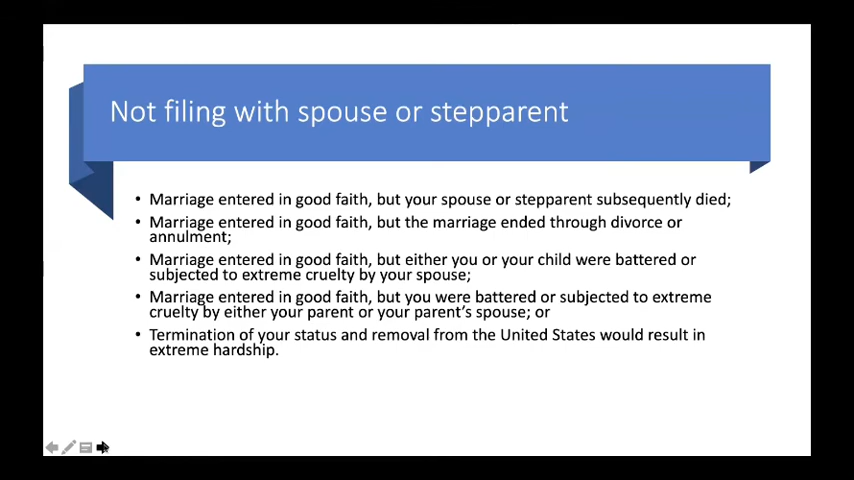 Not filing with spouse or stepparent
• Marriage entered in good faith, but your spouse or stepparent subsequently died;
• Marriage entered in good faith, but the marriage ended through divorce or
annulment;
• Marriage entered in good faith, but either you or your child were battered or
subjected to extreme cruelty by your spouse;
• Marriage entered in good faith, but you were battered or subjected to extreme
cruelty by either your parent or your parent's spouse; or
• Termination of your status and removal from the United States would result in
extreme hardship.